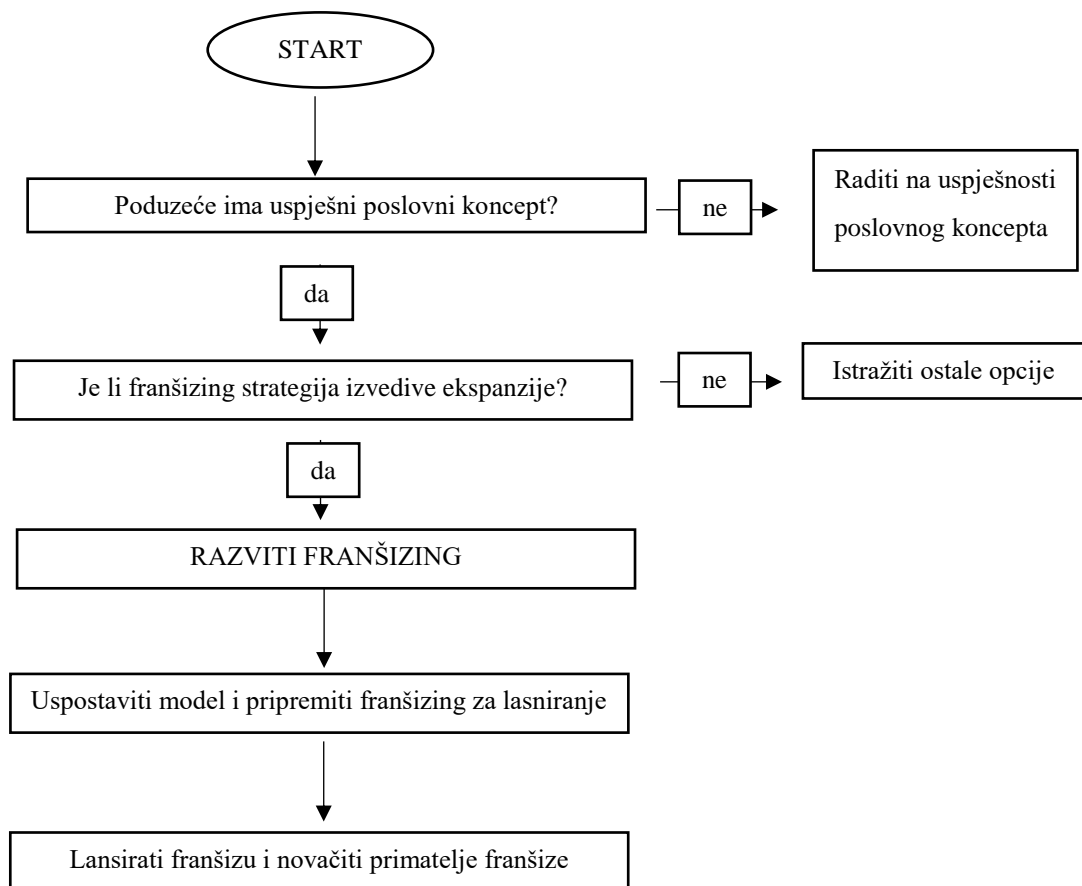 START
Poduzeće ima uspješni poslovni koncept?
ne
Raditi na uspješnosti
poslovnog koncepta
da
Je li franšizing strategija izvedive ekspanzije?
ne
Istražiti ostale opcije
da
RAZVITI FRANŠIZING
Uspostaviti model i pripremiti franšizing za lasniranje
Lansirati franšizu i novačiti primatelje franšize